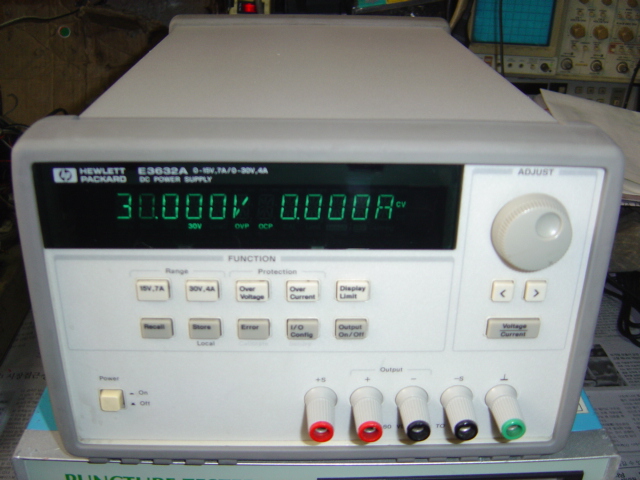 HEWLETT PACKARD
E3632A 0-15V,7A/0-30V,4A
DC POWER SUPPLY
ADJUST
30.000V 0.000A CV
30V OVP OCP
FUNCTION
Range Protection
15V,7A 30V,4A Over Voltage Over Current Display Limit
< >
Recall Store Error I/O Config Output On/Off
Voltage Current
Local
Power
On
Off
Output
+S + − −S
PUNCTURE